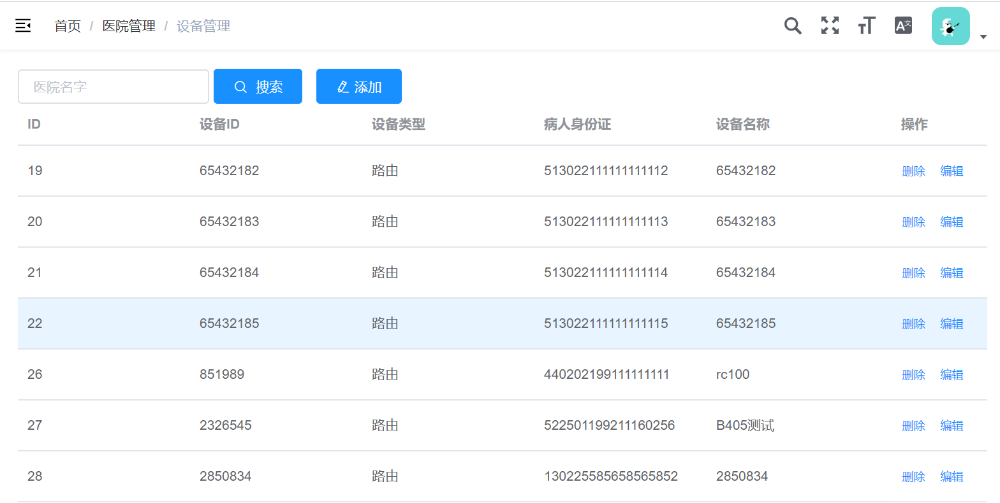 首页 / 医院管理 / 设备管理
医院名字 搜索 添加
ID 设备ID 设备类型 病人身份证 设备名称 操作
19 65432182 路由 513022111111111112 65432182 删除 编辑
20 65432183 路由 513022111111111113 65432183 删除 编辑
21 65432184 路由 513022111111111114 65432184 删除 编辑
22 65432185 路由 513022111111111115 65432185 删除 编辑
26 851989 路由 440202199111111111 rc100 删除 编辑
27 2326545 路由 522501199211160256 B405测试 删除 编辑
28 2850834 路由 130225585658565852 2850834 删除 编辑